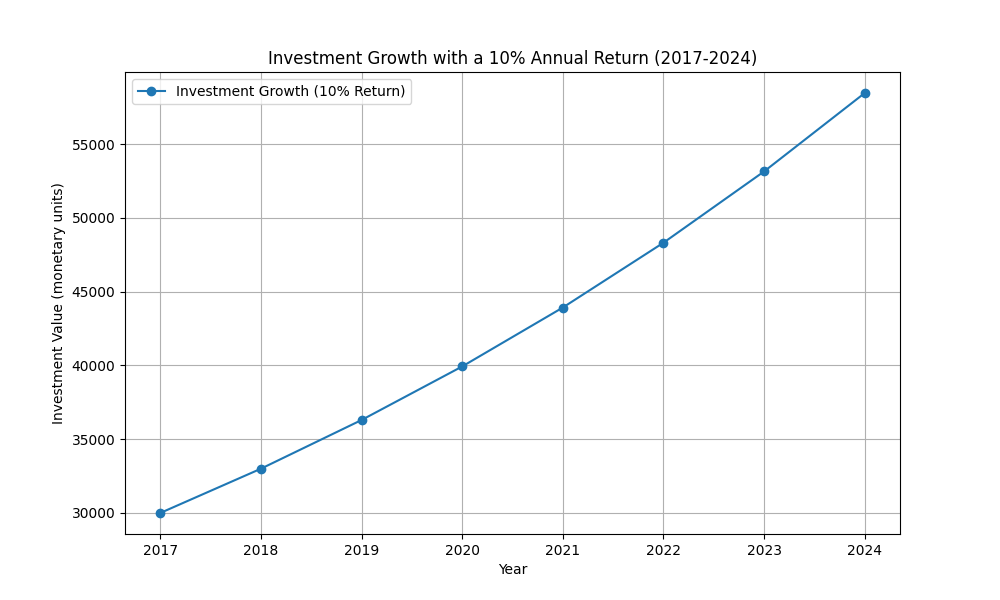 Investment Growth with a 10% Annual Return (2017-2024)
Investment Growth (10% Return)
Investment Value (monetary units)
55000
50000
45000
40000
35000
30000
2017 2018 2019 2020 2021 2022 2023 2024
Year